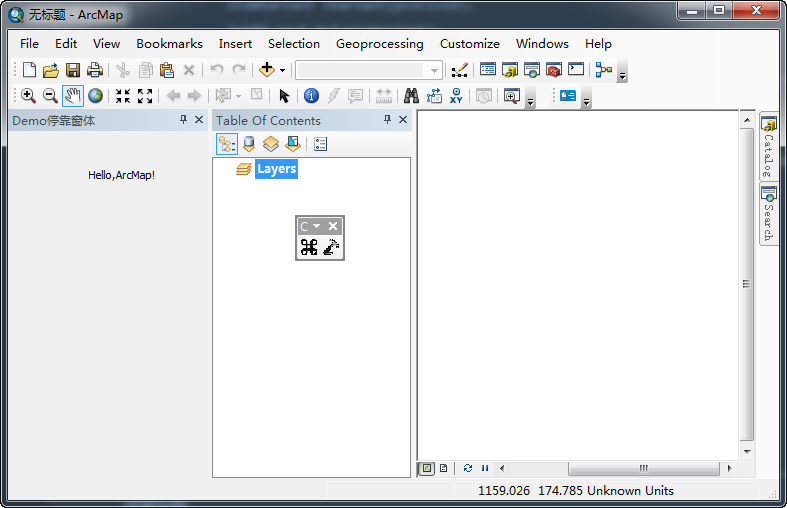 无标题 - ArcMap
File Edit View Bookmarks Insert Selection Geoprocessing Customize Windows Help
XY
Demo停靠窗体
Table Of Contents
Hello,ArcMap!
Layers
C
Catalog
Search
1159.026 174.785 Unknown Units